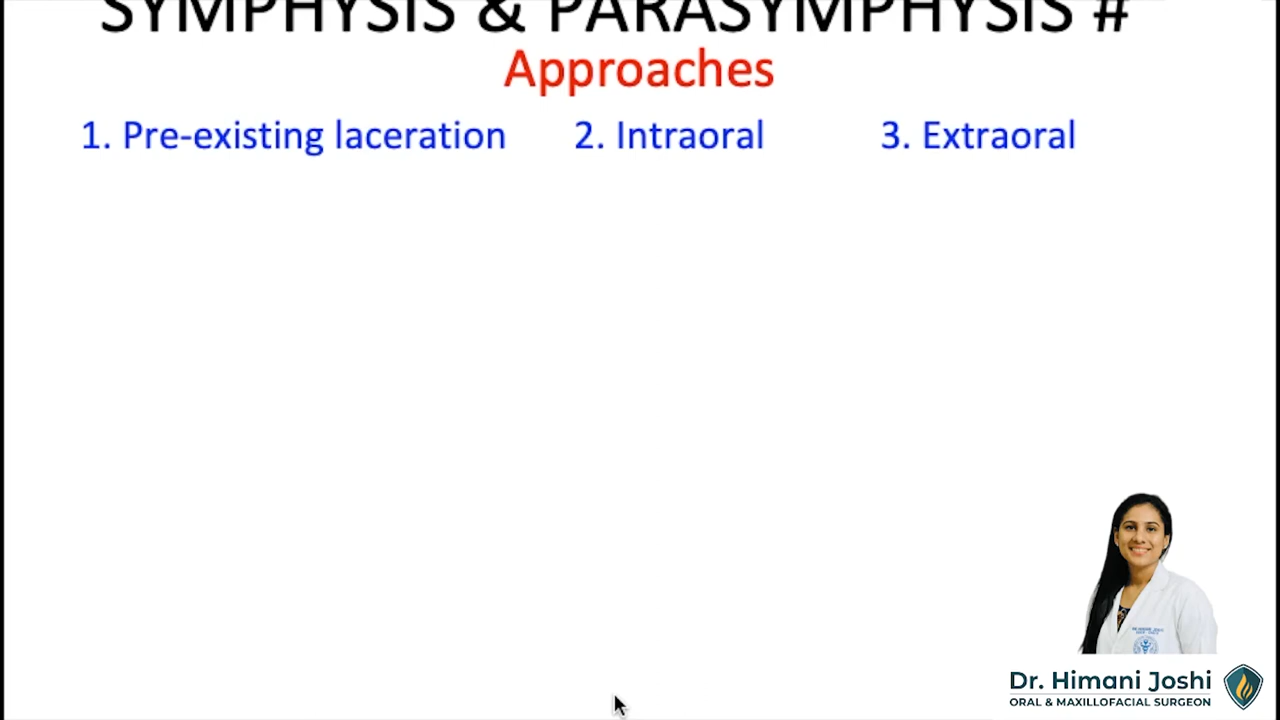 SYMPHYSIS & PARASYMPHYSIS #
Approaches
1. Pre-existing laceration 2. Intraoral 3. Extraoral
Dr. Himani Joshi
ORAL & MAXILLOFACIAL SURGEON